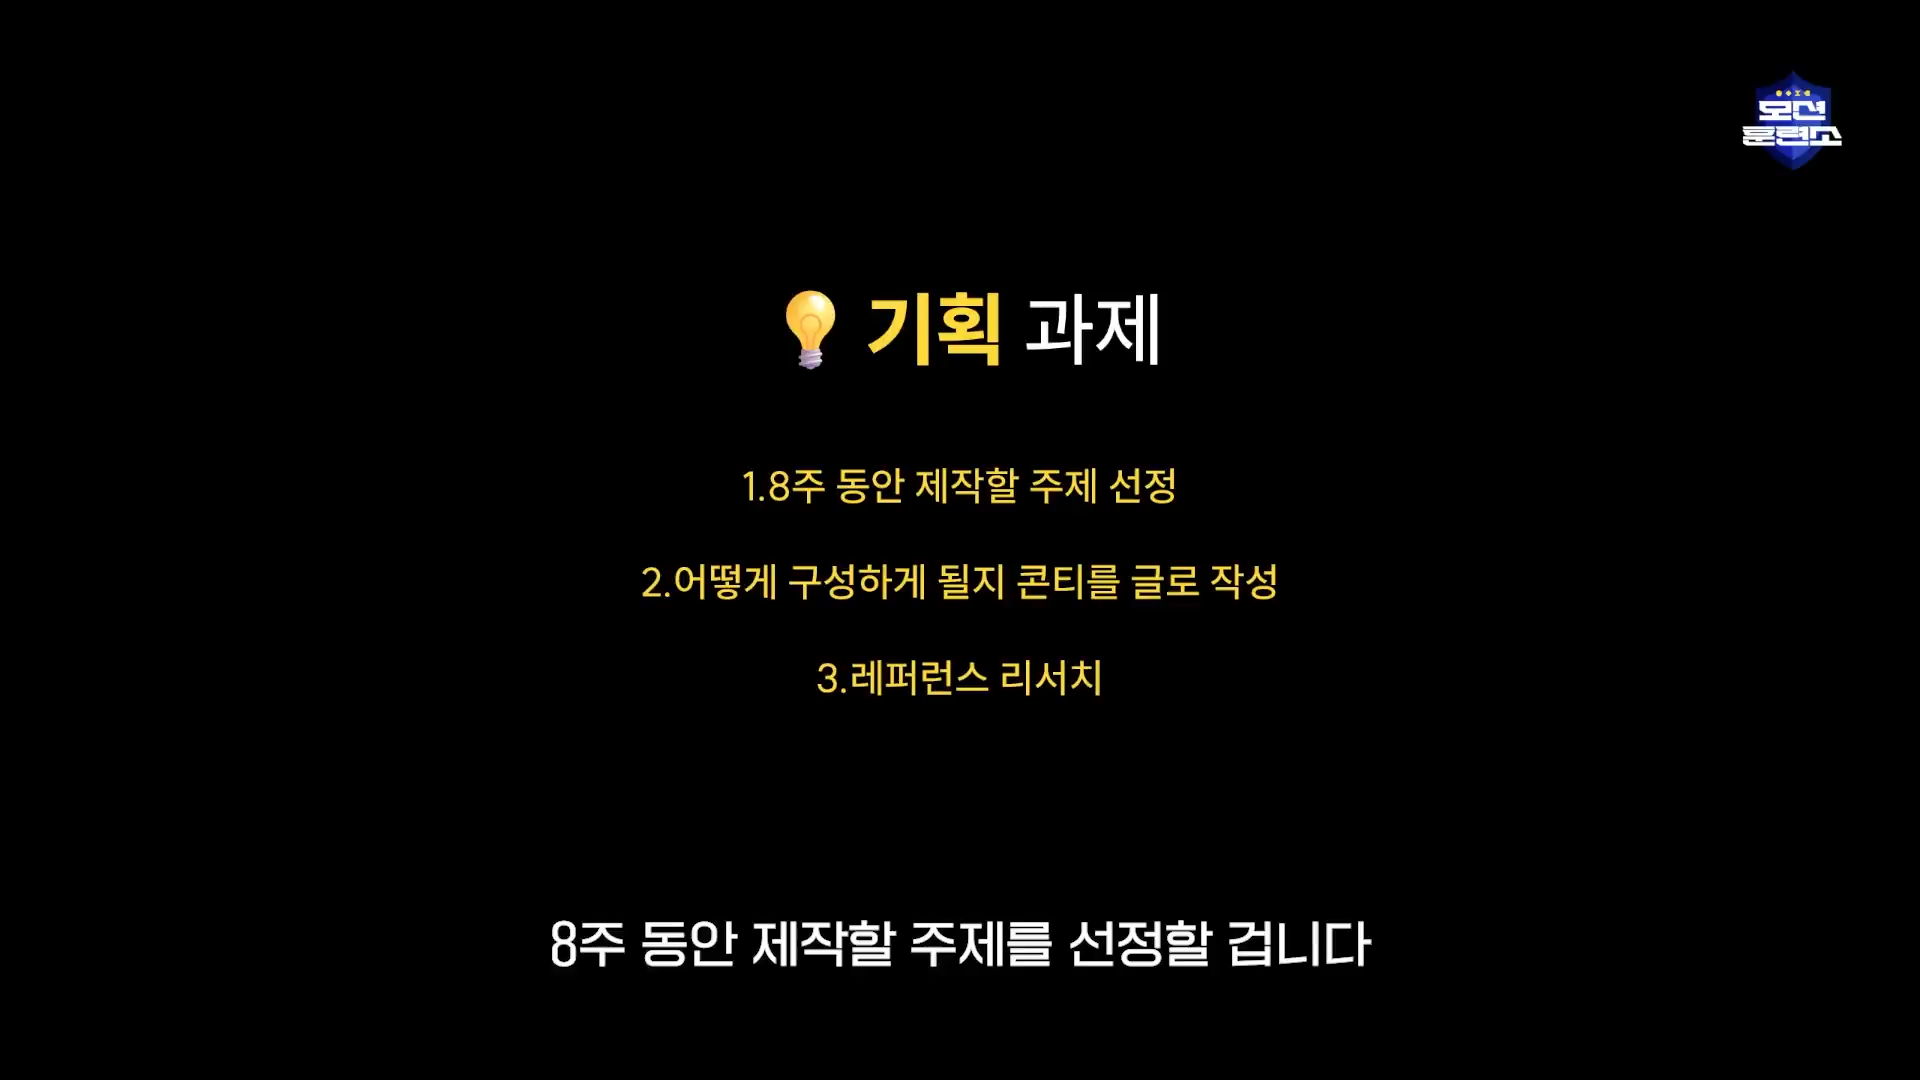 모션
훈련소
기획 과제
1.8주 동안 제작할 주제 선정
2.어떻게 구성하게 될지 콘티를 글로 작성
3.레퍼런스 리서치
8주 동안 제작할 주제를 선정할 겁니다